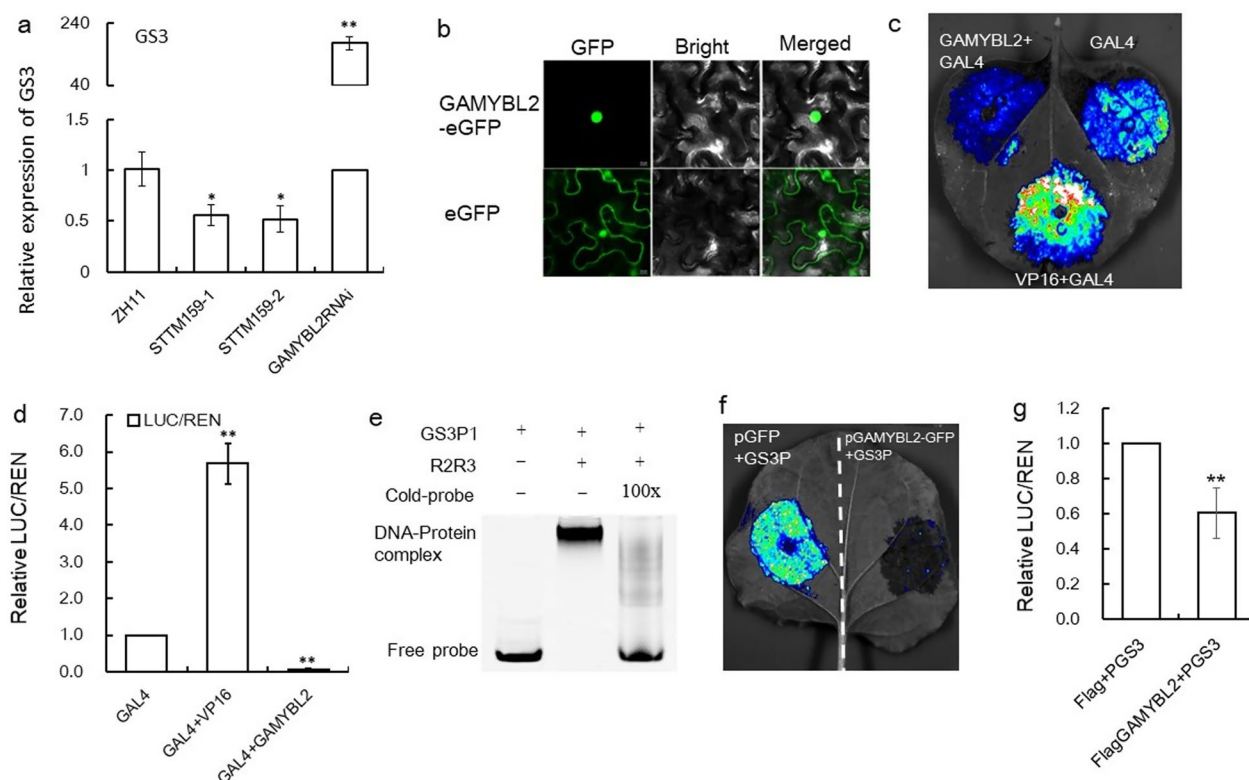 a
GS3
Relative expression of GS3
240
40
1.5
1
0.5
0
**
*
*
ZH11
STTM159-1
STTM159-2
GAMYBL2RNAi
b
GFP
Bright
Merged
GAMYBL2
-eGFP
eGFP
c
GAMYBL2+
GAL4
GAL4
VP16+GAL4
d
LUC/REN
Relative LUC/REN
7.0
6.0
5.0
4.0
3.0
2.0
1.0
0.0
**
**
GAL4
GAL4+VP16
GAL4+GAMYBL2
e
GS3P1 + + +
R2R3 – + +
Cold-probe – – 100x
DNA-Protein
complex
Free probe
f
pGFP
+GS3P
pGAMYBL2-GFP
+GS3P
g
Relative LUC/REN
1.2
1.0
0.8
0.6
0.4
0.2
0.0
**
Flag+PGS3
FlagGAMYBL2+PGS3